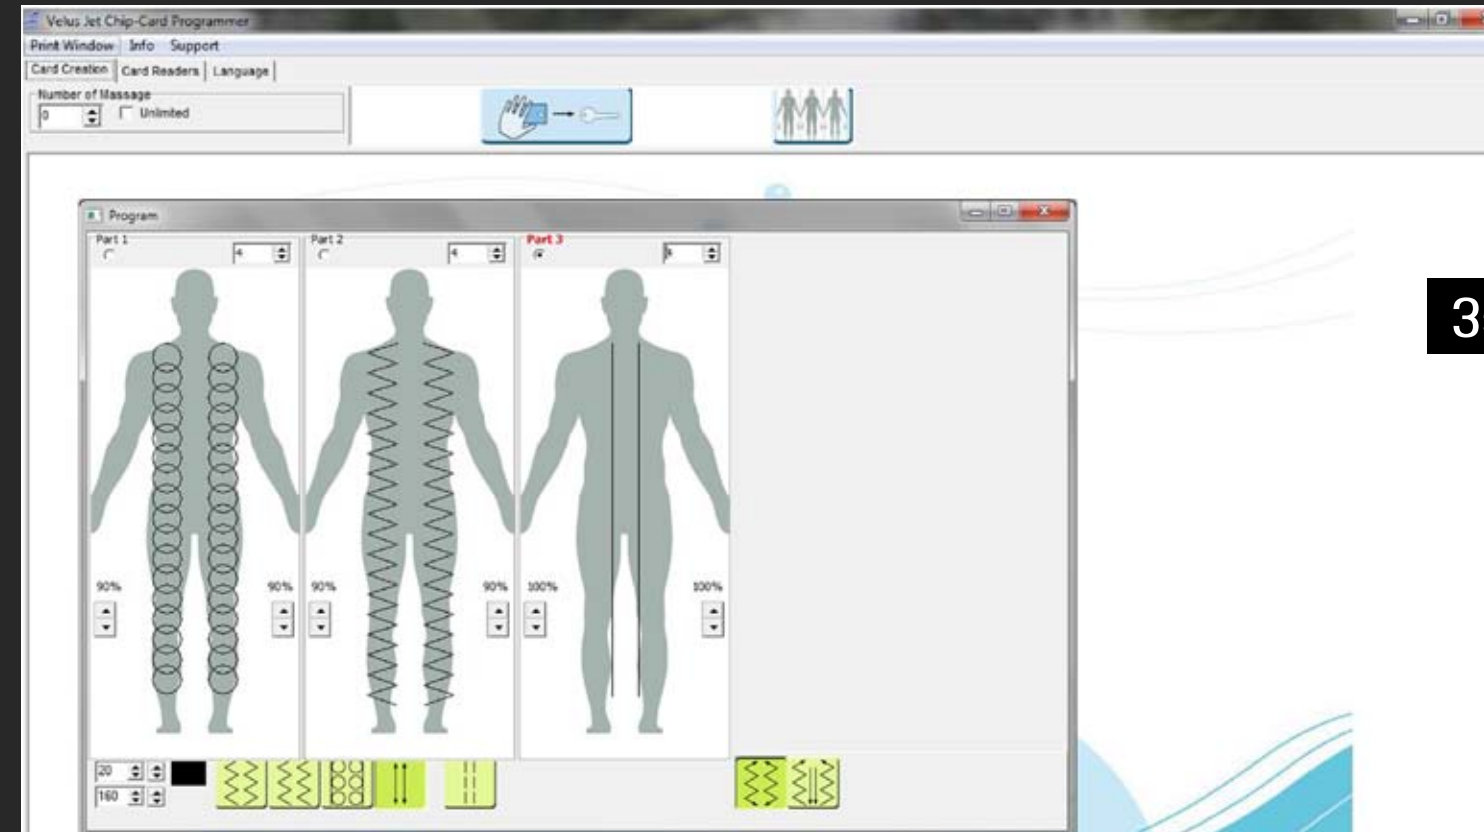 Velus Jet Chip-Card Programmer
Print Window Info Support
Card Creation Card Readers Language
Number of Massage
0 Unlimted
Program
Part 1 4 Part 2 4 Part 3
3
90% 90% 90% 90% 100% 100%
20
160